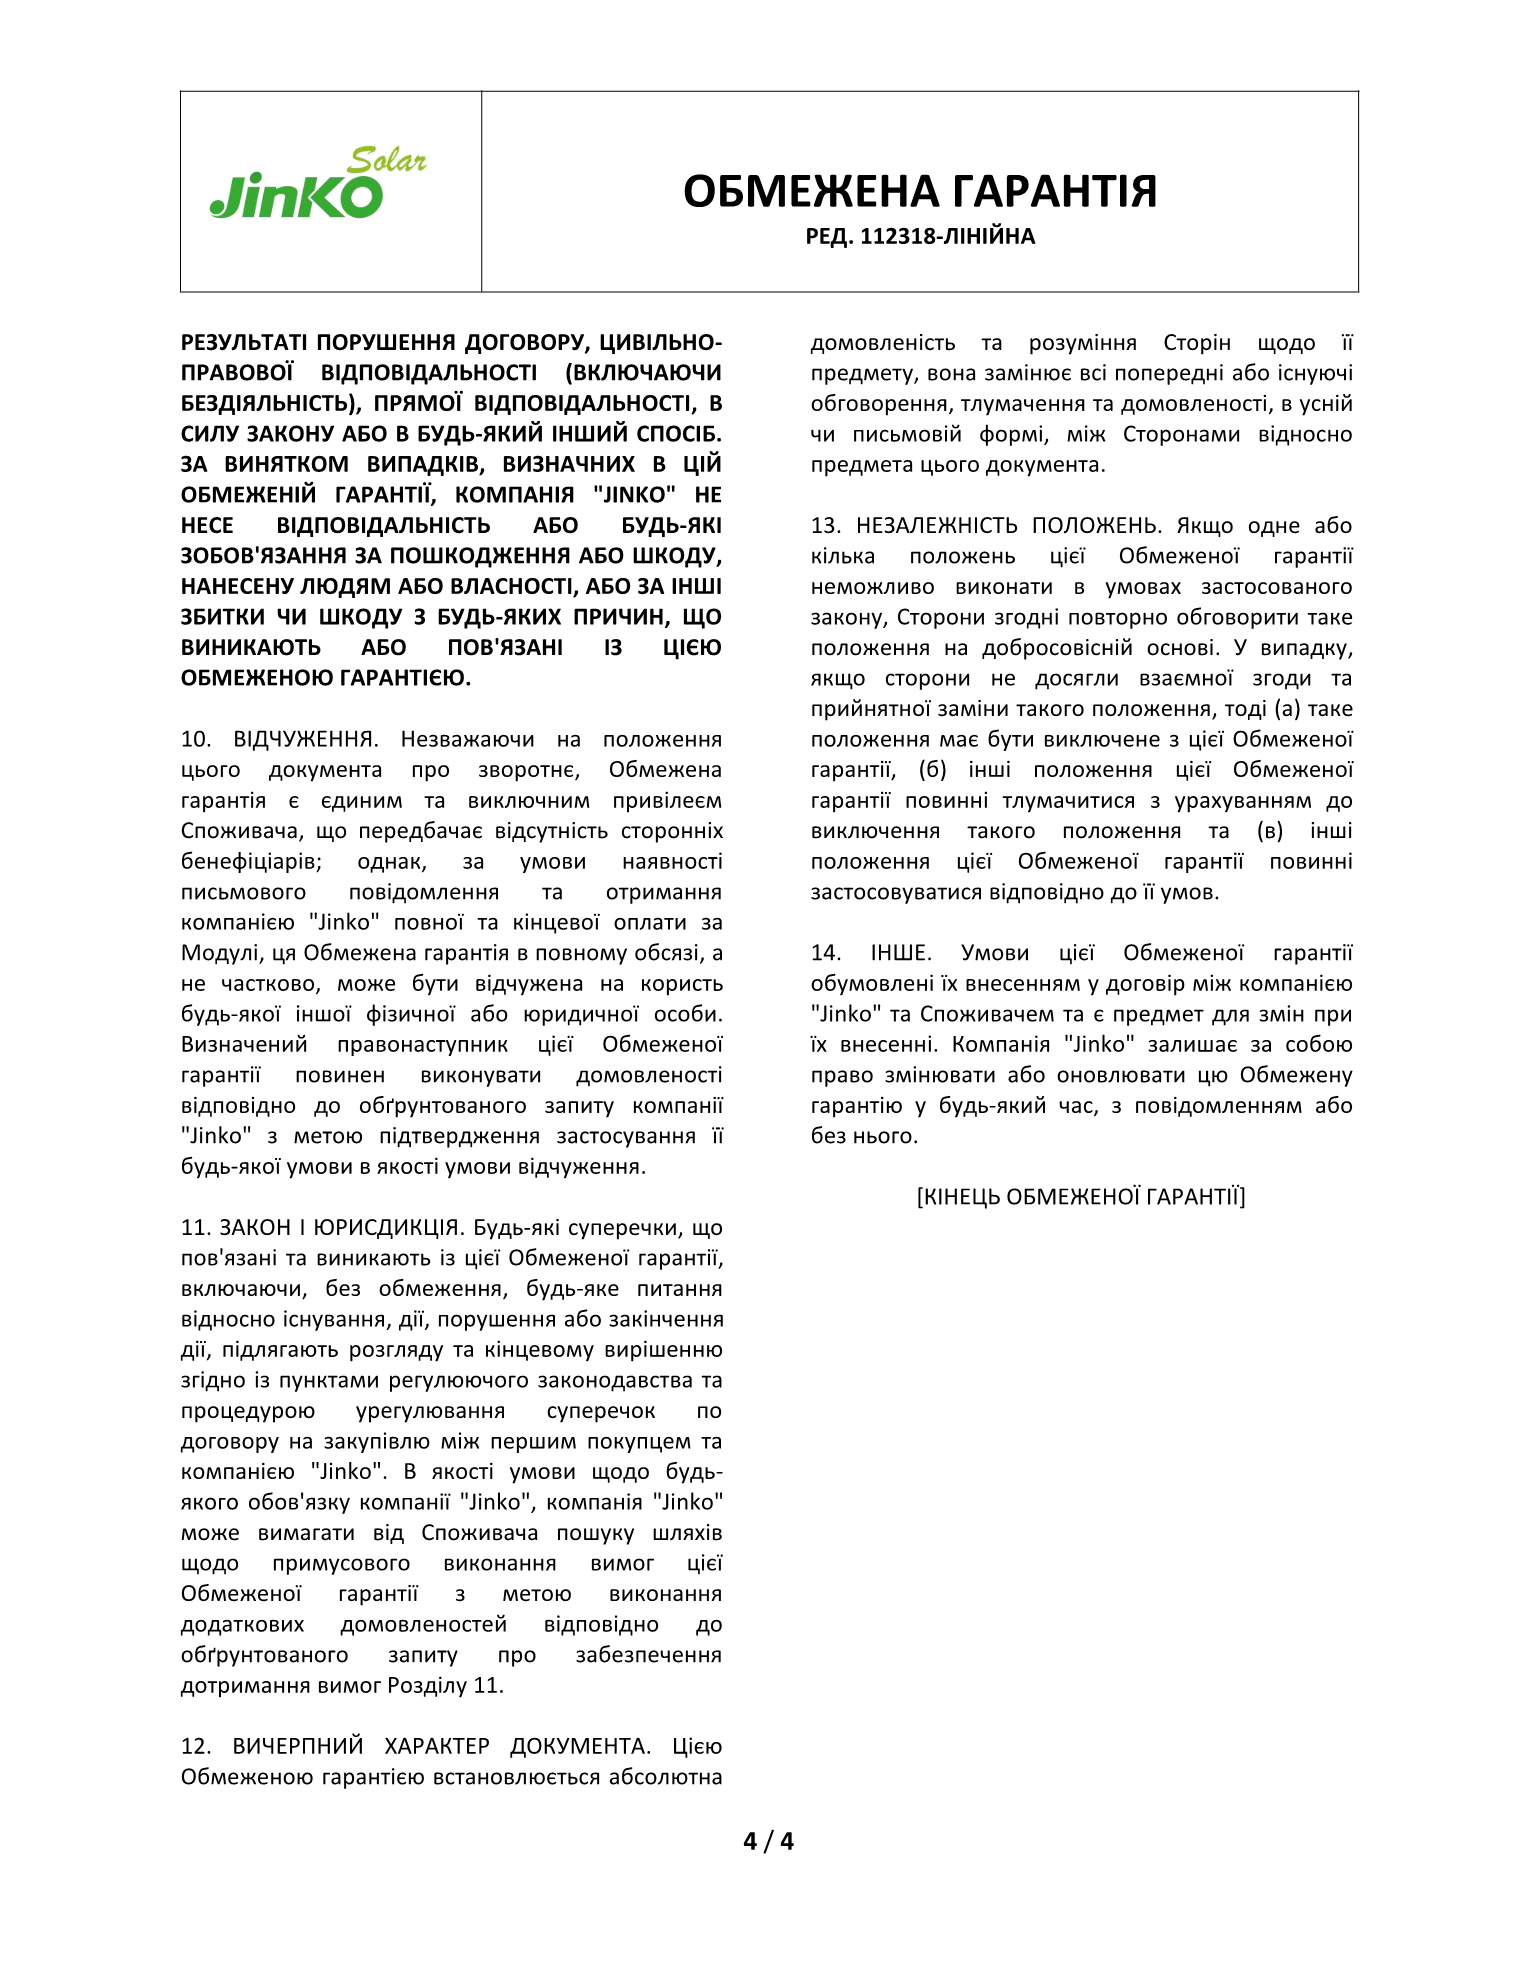 Solar
Jinko
ОБМЕЖЕНА ГАРАНТІЯ
РЕД. 112318-ЛІНІЙНА
РЕЗУЛЬТАТІ ПОРУШЕННЯ ДОГОВОРУ, ЦИВІЛЬНО-
ПРАВОВОЇ ВІДПОВІДАЛЬНОСТІ (ВКЛЮЧАЮЧИ
БЕЗДІЯЛЬНІСТЬ), ПРЯМОЇ ВІДПОВІДАЛЬНОСТІ, В
СИЛУ ЗАКОНУ АБО В БУДЬ-ЯКИЙ ІНШИЙ СПОСІБ.
ЗА ВИНЯТКОМ ВИПАДКІВ, ВИЗНАЧНИХ В ЦІЙ
ОБМЕЖЕНІЙ ГАРАНТІЇ, КОМПАНІЯ "JINKO" НЕ
НЕСЕ ВІДПОВІДАЛЬНІСТЬ АБО БУДЬ-ЯКІ
ЗОБОВ'ЯЗАННЯ ЗА ПОШКОДЖЕННЯ АБО ШКОДУ,
НАНЕСЕНУ ЛЮДЯМ АБО ВЛАСНОСТІ, АБО ЗА ІНШІ
ЗБИТКИ ЧИ ШКОДУ З БУДЬ-ЯКИХ ПРИЧИН, ЩО
ВИНИКАЮТЬ АБО ПОВ'ЯЗАНІ ІЗ ЦІЄЮ
ОБМЕЖЕНОЮ ГАРАНТІЄЮ.
10. ВІДЧУЖЕННЯ. Незважаючи на положення
цього документа про зворотнє, Обмежена
гарантія є єдиним та виключним привілеєм
Споживача, що передбачає відсутність сторонніх
бенефіціарів; однак, за умови наявності
письмового повідомлення та отримання
компанією "Jinko" повної та кінцевої оплати за
Модулі, ця Обмежена гарантія в повному обсязі, а
не частково, може бути відчужена на користь
будь-якої іншої фізичної або юридичної особи.
Визначений правонаступник цієї Обмеженої
гарантії повинен виконувати домовленості
відповідно до обґрунтованого запиту компанії
"Jinko" з метою підтвердження застосування її
будь-якої умови в якості умови відчуження.
11. ЗАКОН І ЮРИСДИКЦІЯ. Будь-які суперечки, що
пов'язані та виникають із цієї Обмеженої гарантії,
включаючи, без обмеження, будь-яке питання
відносно існування, дії, порушення або закінчення
дії, підлягають розгляду та кінцевому вирішенню
згідно із пунктами регулюючого законодавства та
процедурою урегулювання суперечок по
договору на закупівлю між першим покупцем та
компанією "Jinko". В якості умови щодо будь-
якого обов'язку компанії "Jinko", компанія "Jinko"
може вимагати від Споживача пошуку шляхів
щодо примусового виконання вимог цієї
Обмеженої гарантії з метою виконання
додаткових домовленостей відповідно до
обґрунтованого запиту про забезпечення
дотримання вимог Розділу 11.
12. ВИЧЕРПНИЙ ХАРАКТЕР ДОКУМЕНТА. Цією
Обмеженою гарантією встановлюється абсолютна
домовленість та розуміння Сторін щодо її
предмету, вона замінює всі попередні або існуючі
обговорення, тлумачення та домовленості, в усній
чи письмовій формі, між Сторонами відносно
предмета цього документа.
13. НЕЗАЛЕЖНІСТЬ ПОЛОЖЕНЬ. Якщо одне або
кілька положень цієї Обмеженої гарантії
неможливо виконати в умовах застосованого
закону, Сторони згодні повторно обговорити таке
положення на добросовісній основі. У випадку,
якщо сторони не досягли взаємної згоди та
прийнятної заміни такого положення, тоді (а) таке
положення має бути виключене з цієї Обмеженої
гарантії, (б) інші положення цієї Обмеженої
гарантії повинні тлумачитися з урахуванням до
виключення такого положення та (в) інші
положення цієї Обмеженої гарантії повинні
застосовуватися відповідно до її умов.
14. ІНШЕ. Умови цієї Обмеженої гарантії
обумовлені їх внесенням у договір між компанією
"Jinko" та Споживачем та є предмет для змін при
їх внесенні. Компанія "Jinko" залишає за собою
право змінювати або оновлювати цю Обмежену
гарантію у будь-який час, з повідомленням або
без нього.
[КІНЕЦЬ ОБМЕЖЕНОЇ ГАРАНТІЇ]
4 / 4